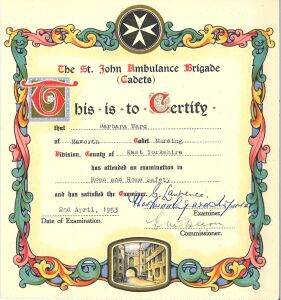 The St. John Ambulance Brigade
(Cadets)
This · is · to · Certify ·
that Barbara Ward
of Haworth Cadet Nursing
Division, County of East Yorkshire
has attended an examination in
Road and Home Safety
and has satisfied the Examiner. G. Lawrence.
2nd April, 1953
Examiner.
Date of Examination.
Commissioner.